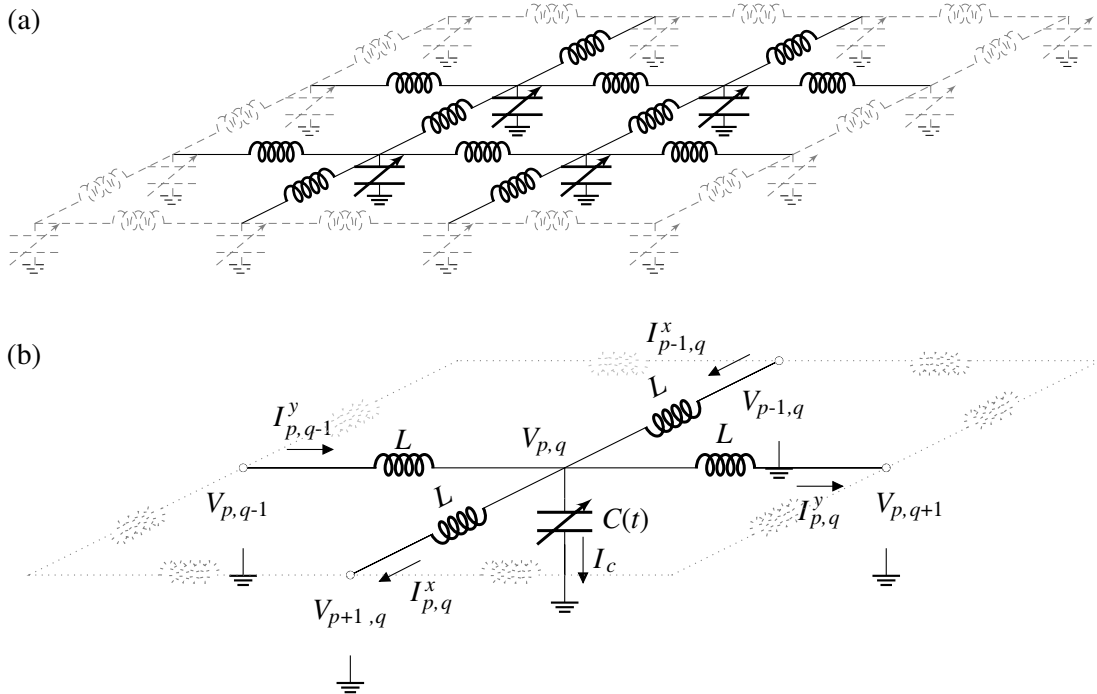 (a)
(b)
I^x_{p-1,q}
L
V_{p-1,q}
I^y_{p,q-1}
L
V_{p,q}
L
V_{p,q-1}
L
C(t)
I^y_{p,q}
V_{p,q+1}
I_c
I^x_{p,q}
V_{p+1,q}